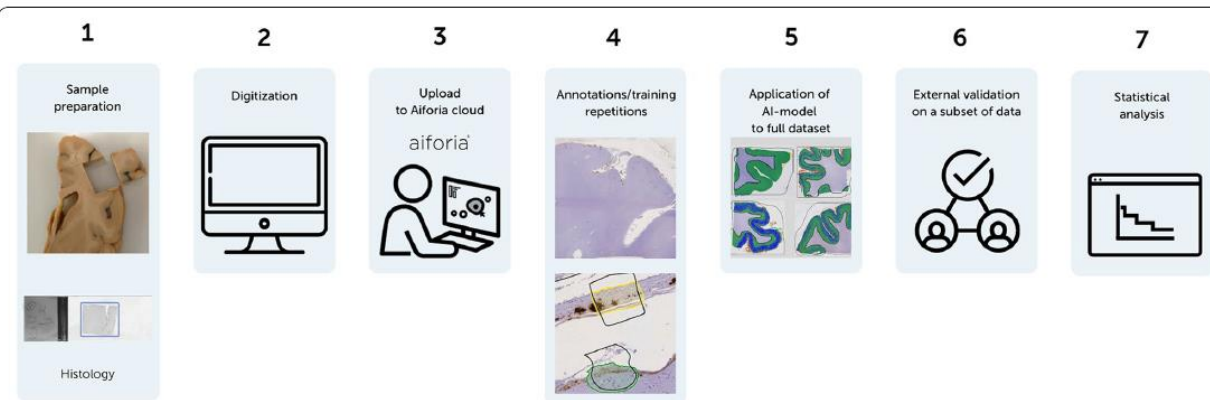 1
Sample
preparation
Histology
2
Digitization
3
Upload
to Aiforia cloud
aiforia
4
Annotations/training
repetitions
5
Application of
AI-model
to full dataset
6
External validation
on a subset of data
7
Statistical
analysis